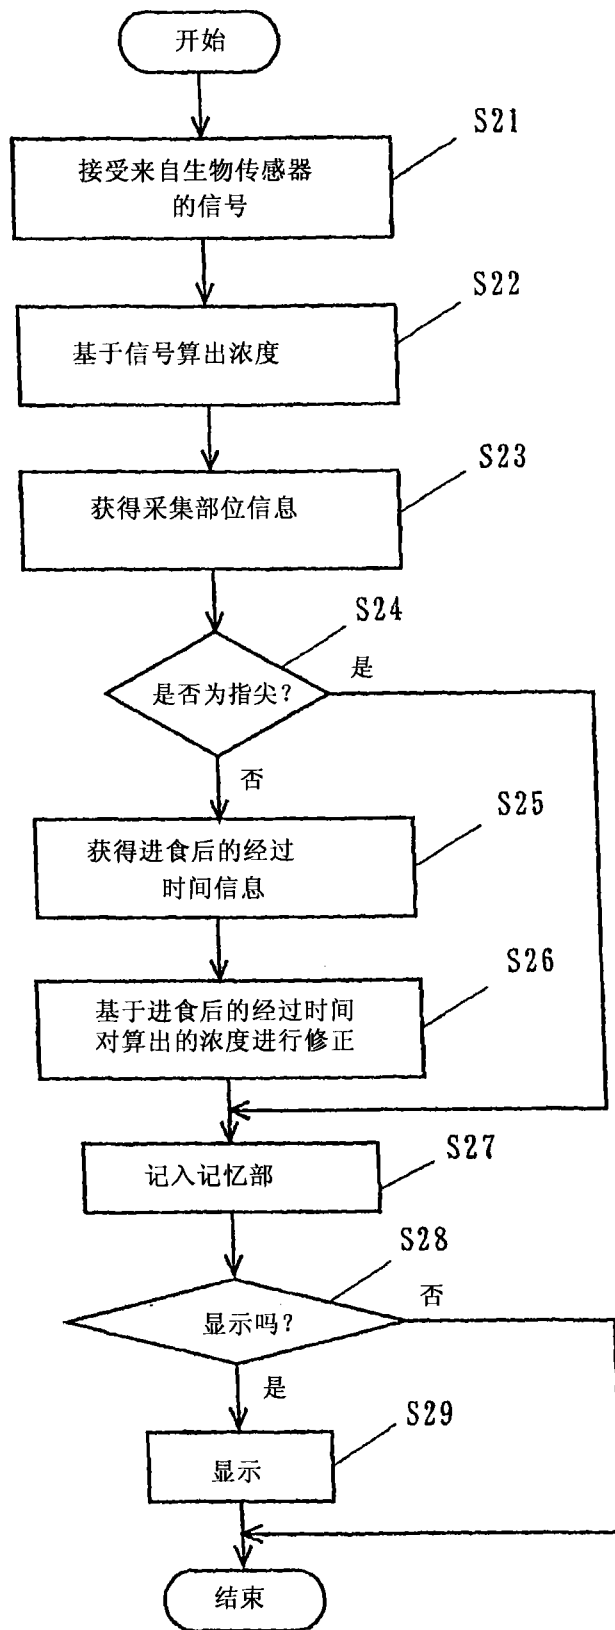 开始
S21
接受来自生物传感器
的信号
S22
基于信号算出浓度
S23
获得采集部位信息
S24
是否为指尖？
是
否
S25
获得进食后的经过
时间信息
S26
基于进食后的经过时间
对算出的浓度进行修正
S27
记入记忆部
S28
显示吗？
否
是
S29
显示
结束